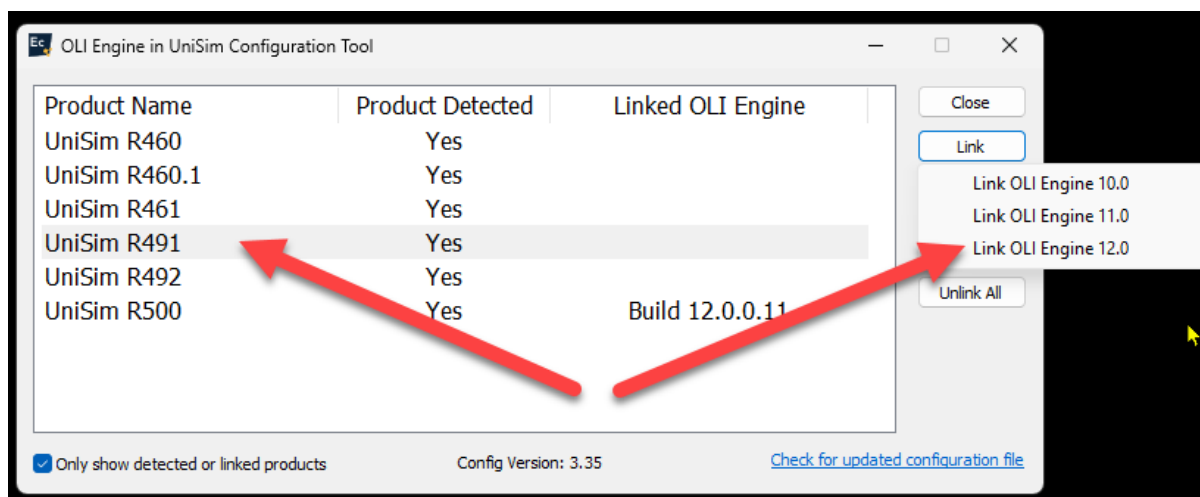 Ec OLI Engine in UniSim Configuration Tool
Product Name Product Detected Linked OLI Engine
UniSim R460 Yes
UniSim R460.1 Yes
UniSim R461 Yes
UniSim R491 Yes
UniSim R492 Yes
UniSim R500 Yes Build 12.0.0.11
Close
Link
Link OLI Engine 10.0
Link OLI Engine 11.0
Link OLI Engine 12.0
Unlink All
Only show detected or linked products Config Version: 3.35 Check for updated configuration file